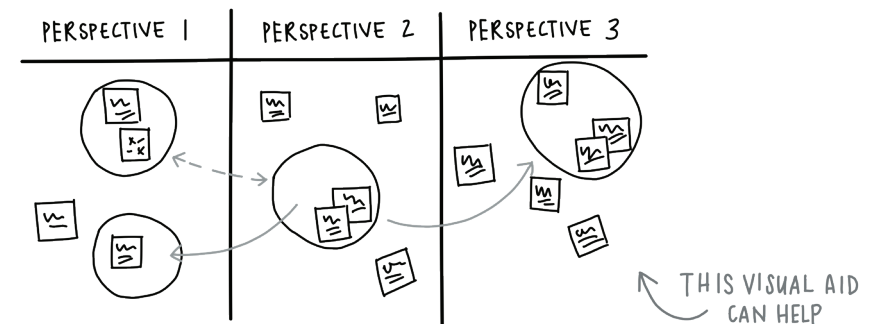 PERSPECTIVE 1
PERSPECTIVE 2
PERSPECTIVE 3
THIS VISUAL AID
CAN HELP